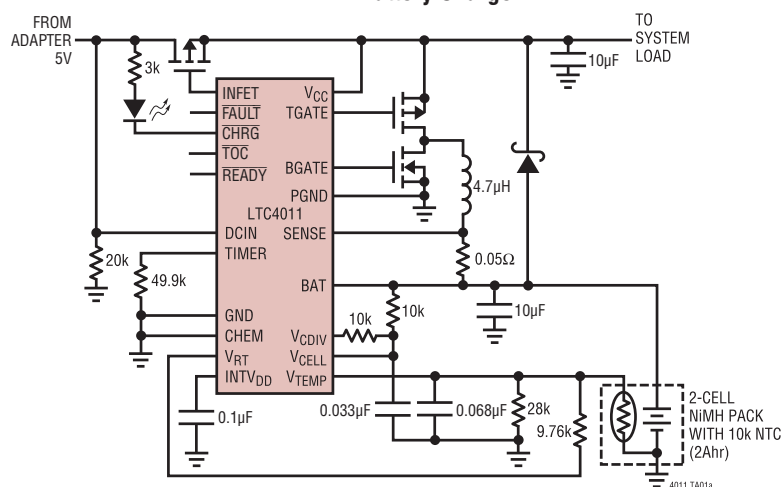 FROM
ADAPTER
5V
TO
SYSTEM
LOAD
3k
10µF
INFET
VCC
FAULT
TGATE
CHRG
TOC
BGATE
READY
4.7µH
PGND
LTC4011
DCIN
SENSE
20k
TIMER
0.05Ω
49.9k
BAT
10k
10µF
10k
GND
CHEM
VCDIV
VRT
VCELL
INTVDD
VTEMP
0.1µF
0.033µF
0.068µF
28k
9.76k
2-CELL
NiMH PACK
WITH 10k NTC
(2Ahr)
4011 TA01a